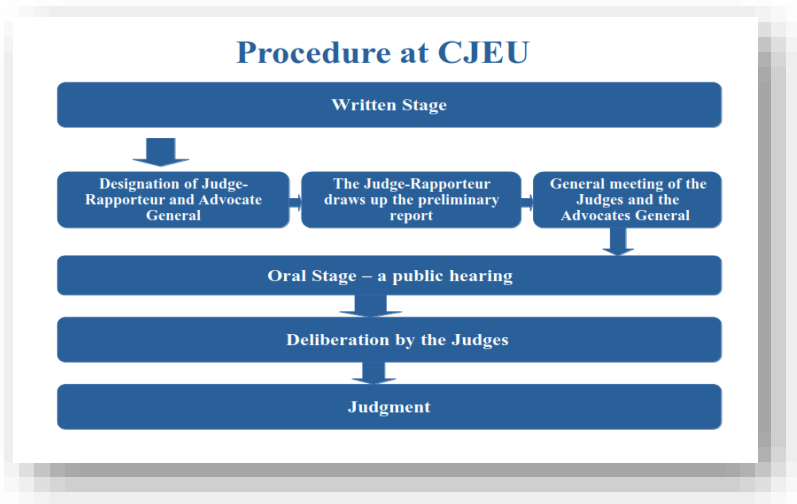 Procedure at CJEU
Written Stage
Designation of Judge-
Rapporteur and Advocate
General
The Judge-Rapporteur
draws up the preliminary
report
General meeting of the
Judges and the
Advocates General
Oral Stage – a public hearing
Deliberation by the Judges
Judgment